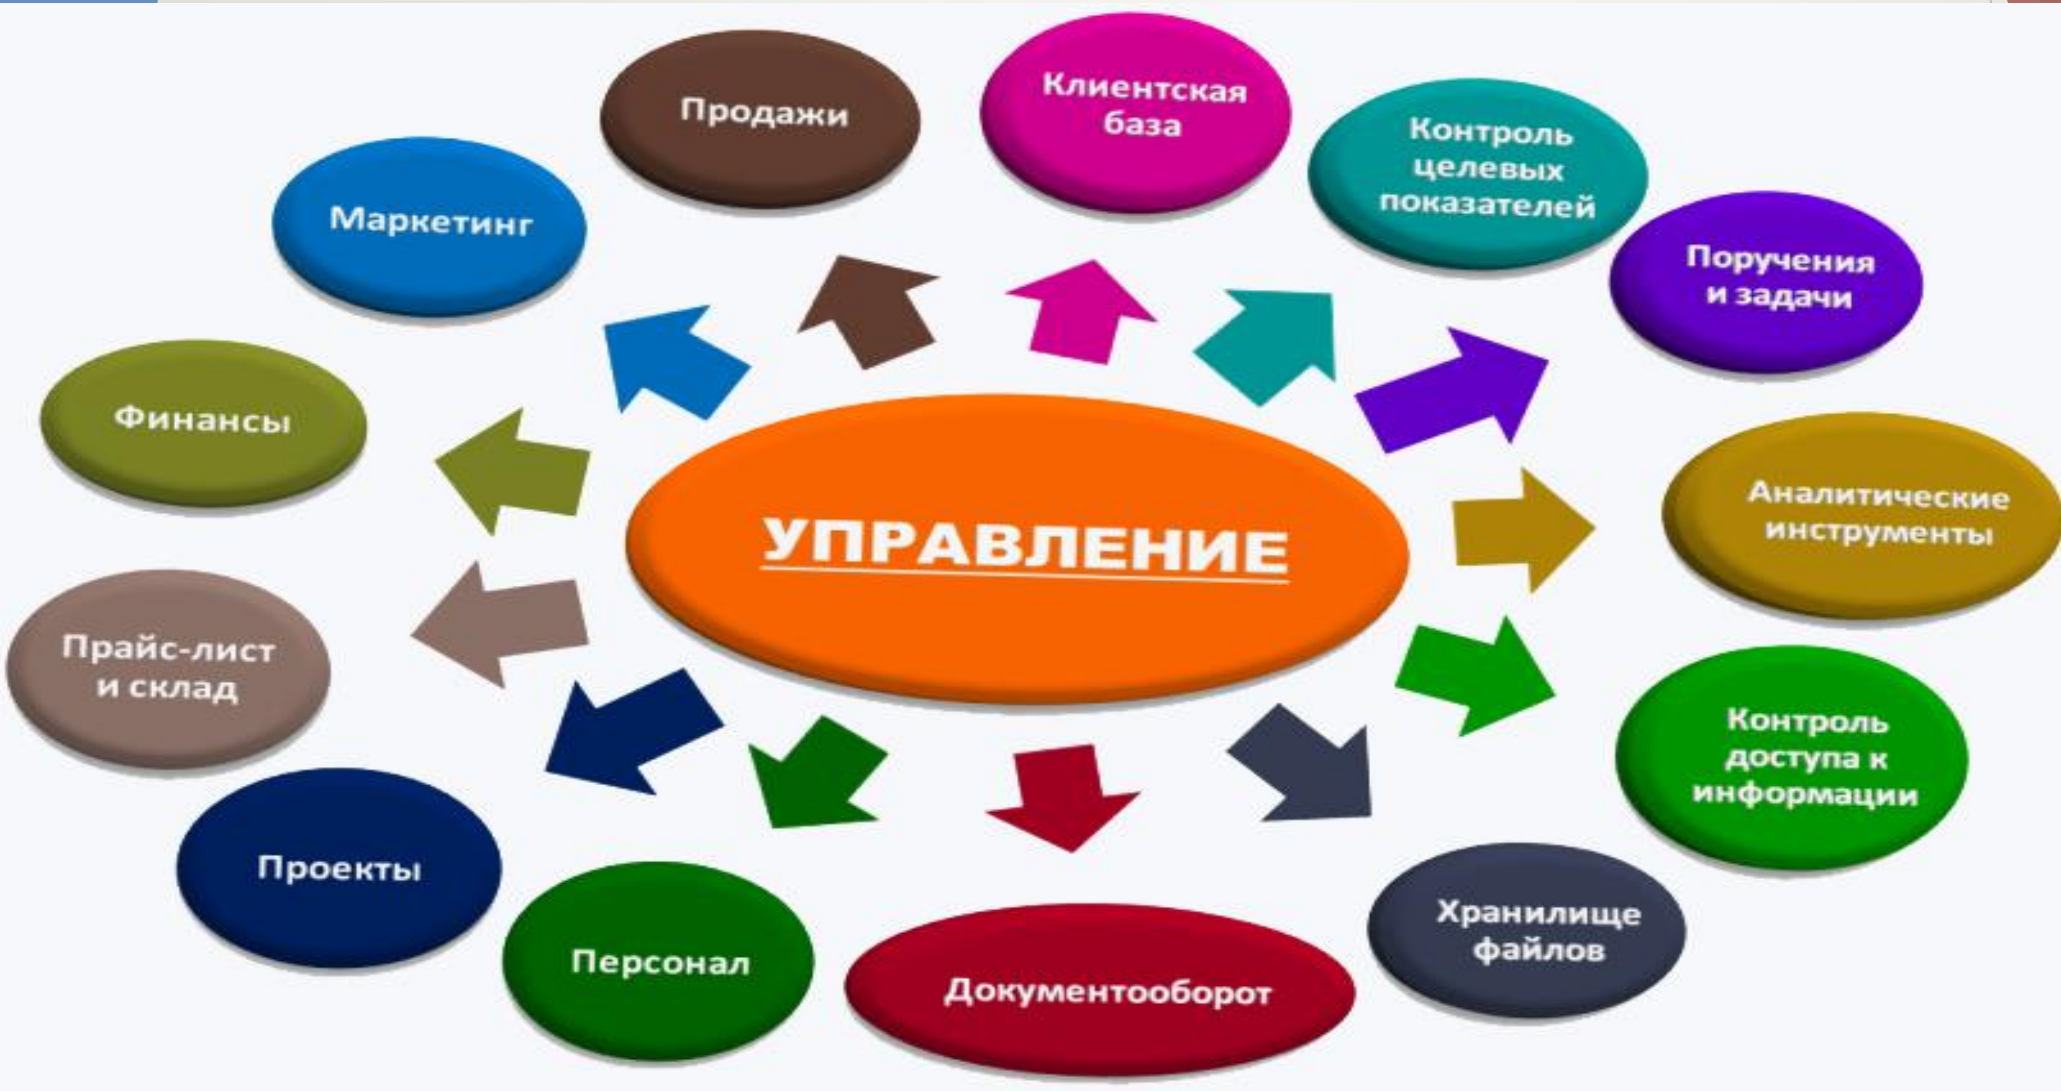 Продажи
Клиентская
база
Контроль
целевых
показателей
Маркетинг
Поручения
и задачи
Финансы
Аналитические
инструменты
УПРАВЛЕНИЕ
Прайс-лист
и склад
Контроль
доступа к
информации
Проекты
Хранилище
файлов
Персонал
Документооборот